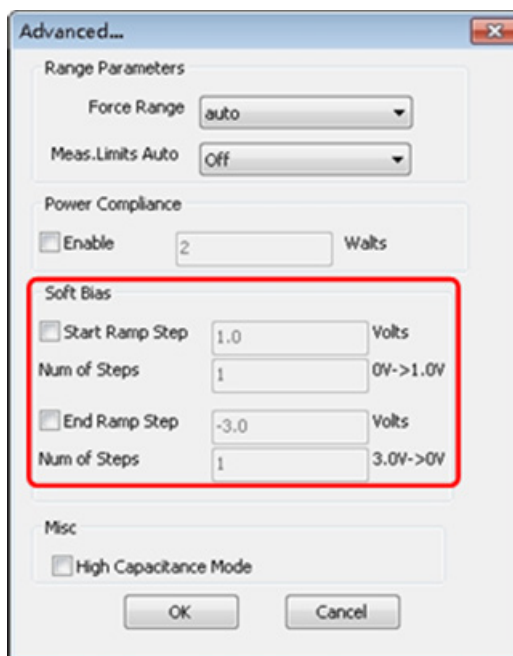 Advanced...
Range Parameters
Force Range auto
Meas.Limits Auto Off
Power Compliance
Enable 2 Walts
Soft Bias
Start Ramp Step 1.0 Volts
Num of Steps 1 0V->1.0V
End Ramp Step -3.0 Volts
Num of Steps 1 3.0V->0V
Misc
High Capacitance Mode
OK Cancel